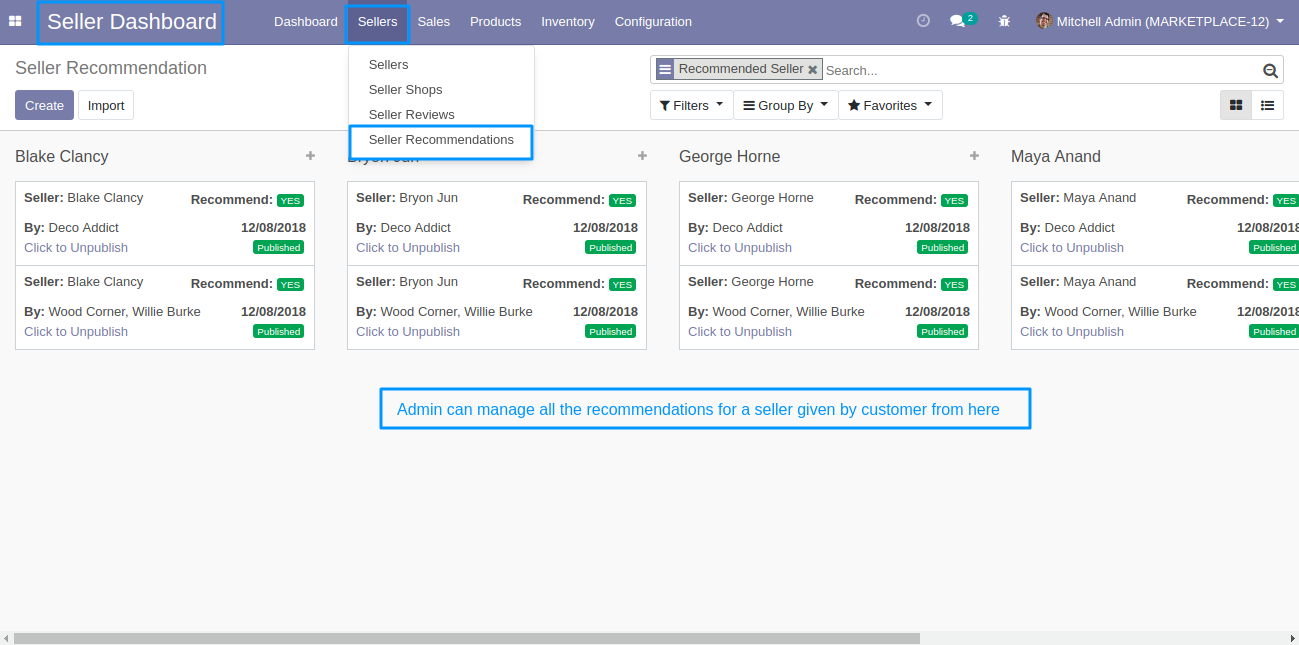 Seller Dashboard Dashboard Sellers Sales Products Inventory Configuration 2 Mitchell Admin (MARKETPLACE-12)
Seller Recommendation
Recommended Seller Search...
Create Import
Filters Group By Favorites
Sellers
Seller Shops
Seller Reviews
Seller Recommendations
Blake Clancy
Seller: Blake Clancy Recommend: YES
By: Deco Addict 12/08/2018
Click to Unpublish Published
Seller: Blake Clancy Recommend: YES
By: Wood Corner, Willie Burke 12/08/2018
Click to Unpublish Published
Bryon Jun
Seller: Bryon Jun Recommend: YES
By: Deco Addict 12/08/2018
Click to Unpublish Published
Seller: Bryon Jun Recommend: YES
By: Wood Corner, Willie Burke 12/08/2018
Click to Unpublish Published
George Horne
Seller: George Horne Recommend: YES
By: Deco Addict 12/08/2018
Click to Unpublish Published
Seller: George Horne Recommend: YES
By: Wood Corner, Willie Burke 12/08/2018
Click to Unpublish Published
Maya Anand
Seller: Maya Anand Recommend: YES
By: Deco Addict 12/08/2018
Click to Unpublish Published
Seller: Maya Anand Recommend: YES
By: Wood Corner, Willie Burke 12/08/2018
Click to Unpublish Published
Admin can manage all the recommendations for a seller given by customer from here